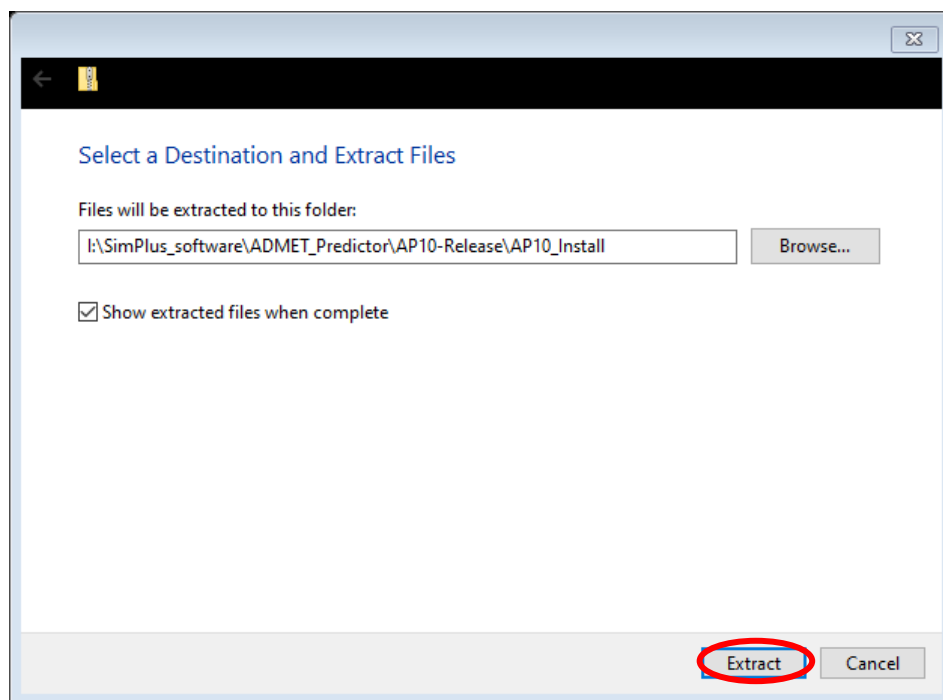 Select a Destination and Extract Files
Files will be extracted to this folder:
I:\SimPlus_software\ADMET_Predictor\AP10-Release\AP10_Install
Browse...
Show extracted files when complete
Extract
Cancel